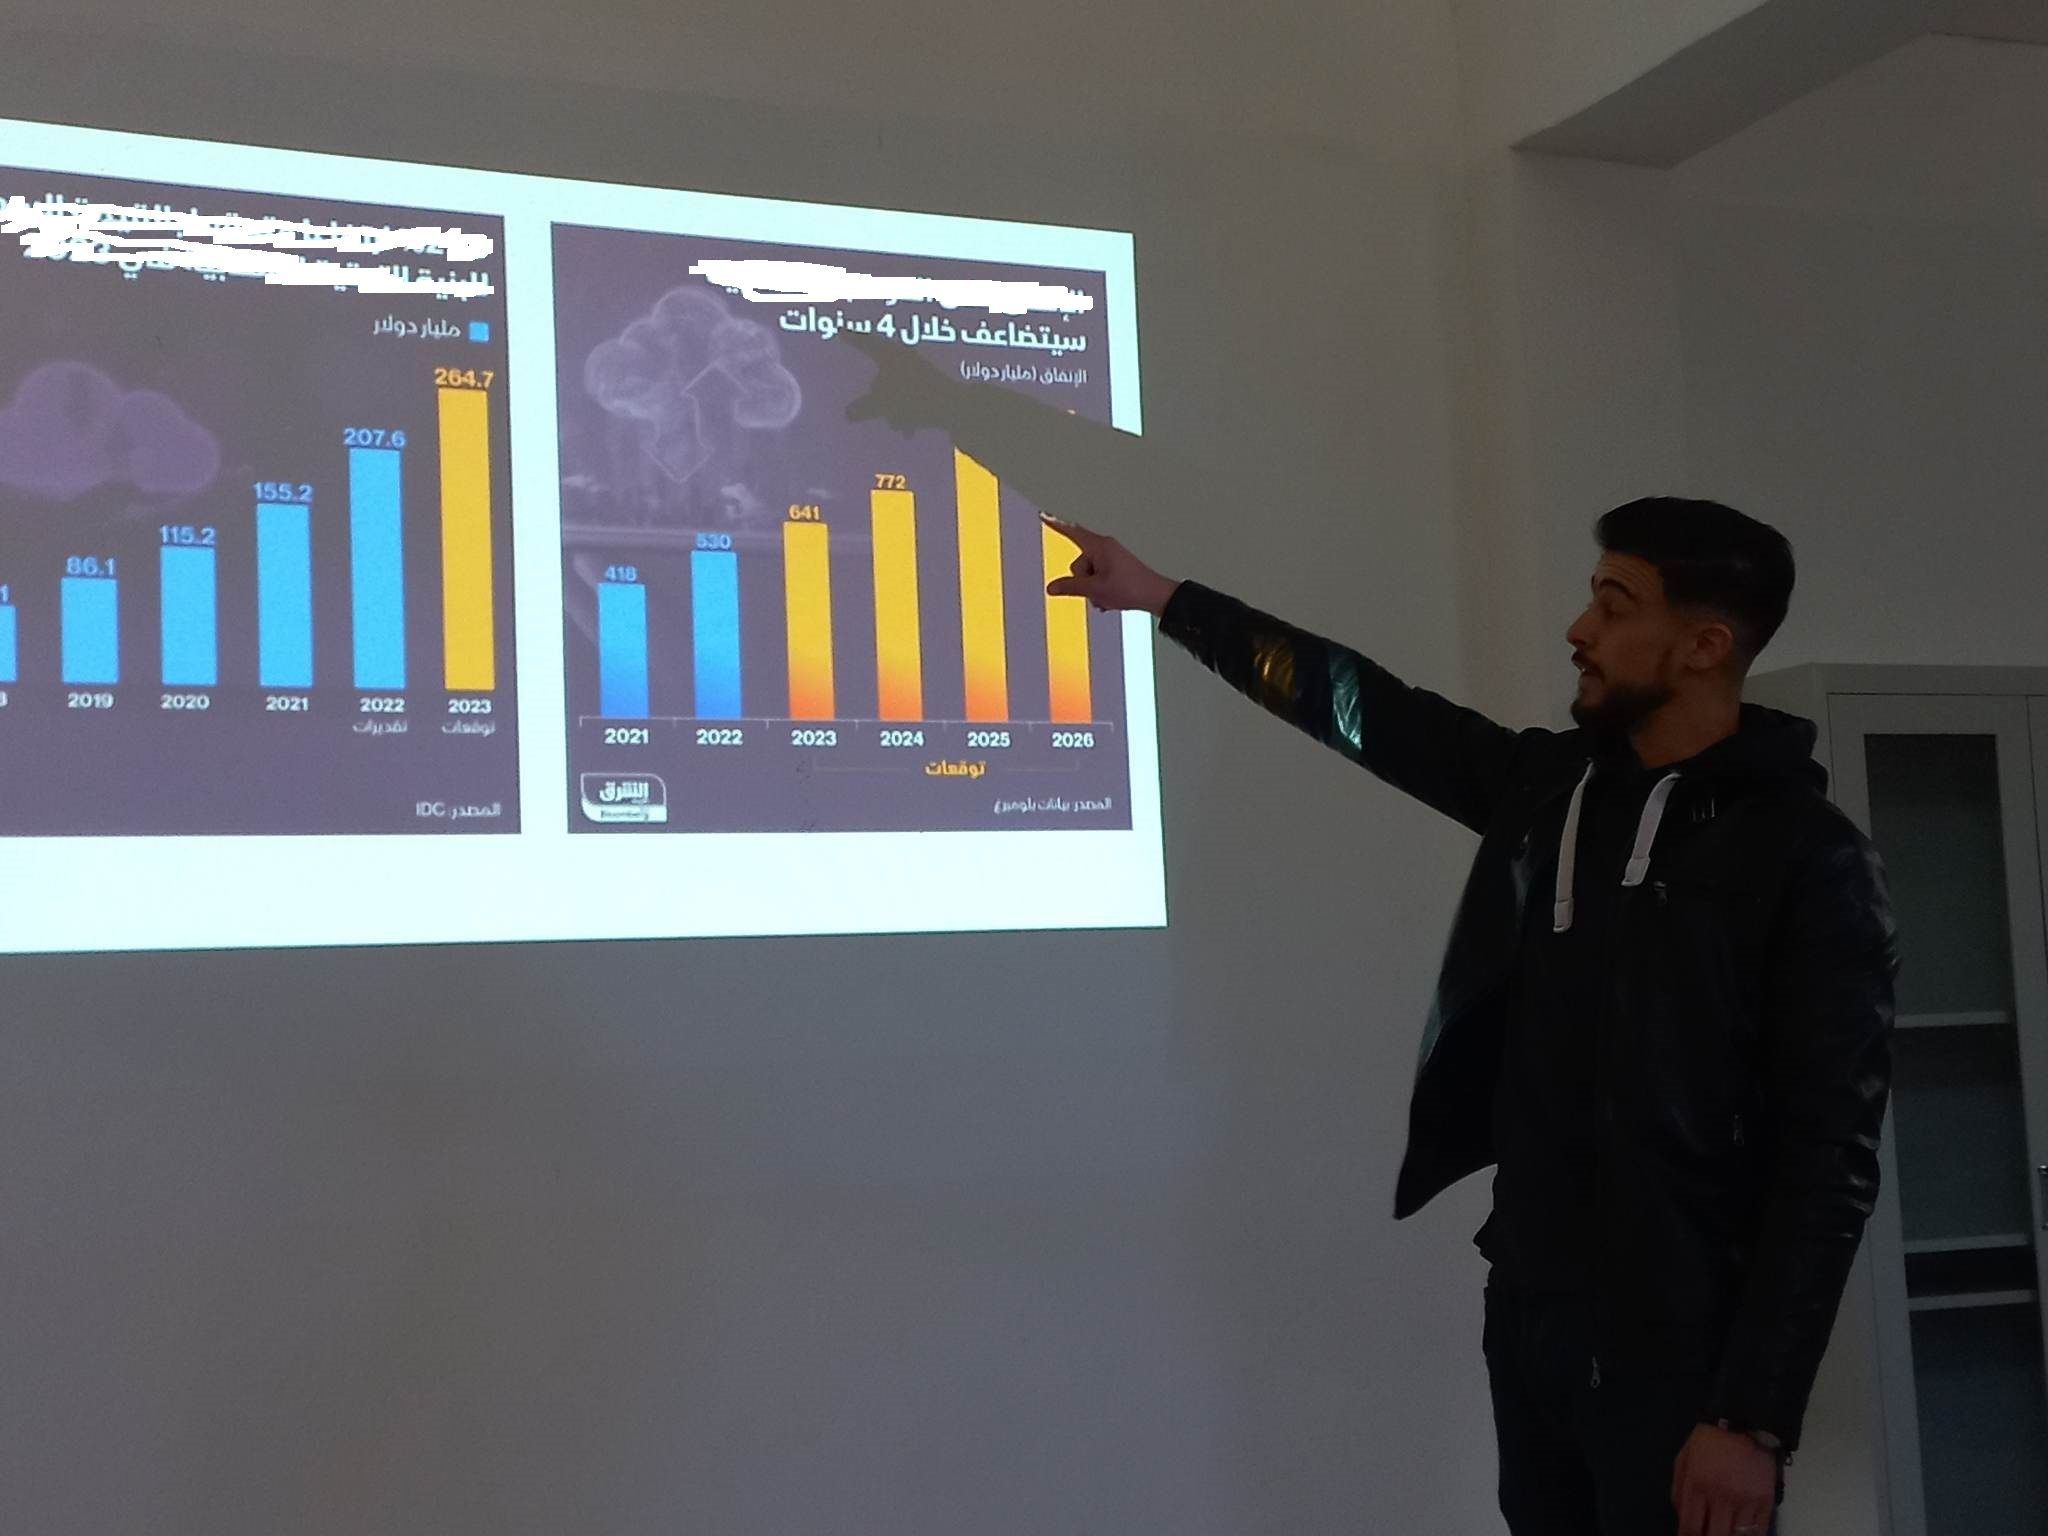 مليار دولار
264.7
207.6
155.2
115.2
86.1
2019
2020
2021
2022
2023
تقديرات
توقعات
المصدر: IDC
سيتضاعف خلال 4 سنوات
الإنفاق (مليار دولار)
772
641
530
418
2021
2022
2023
2024
2025
2026
توقعات
الشرق
Bloomberg
المصدر: بيانات بلومبرغ